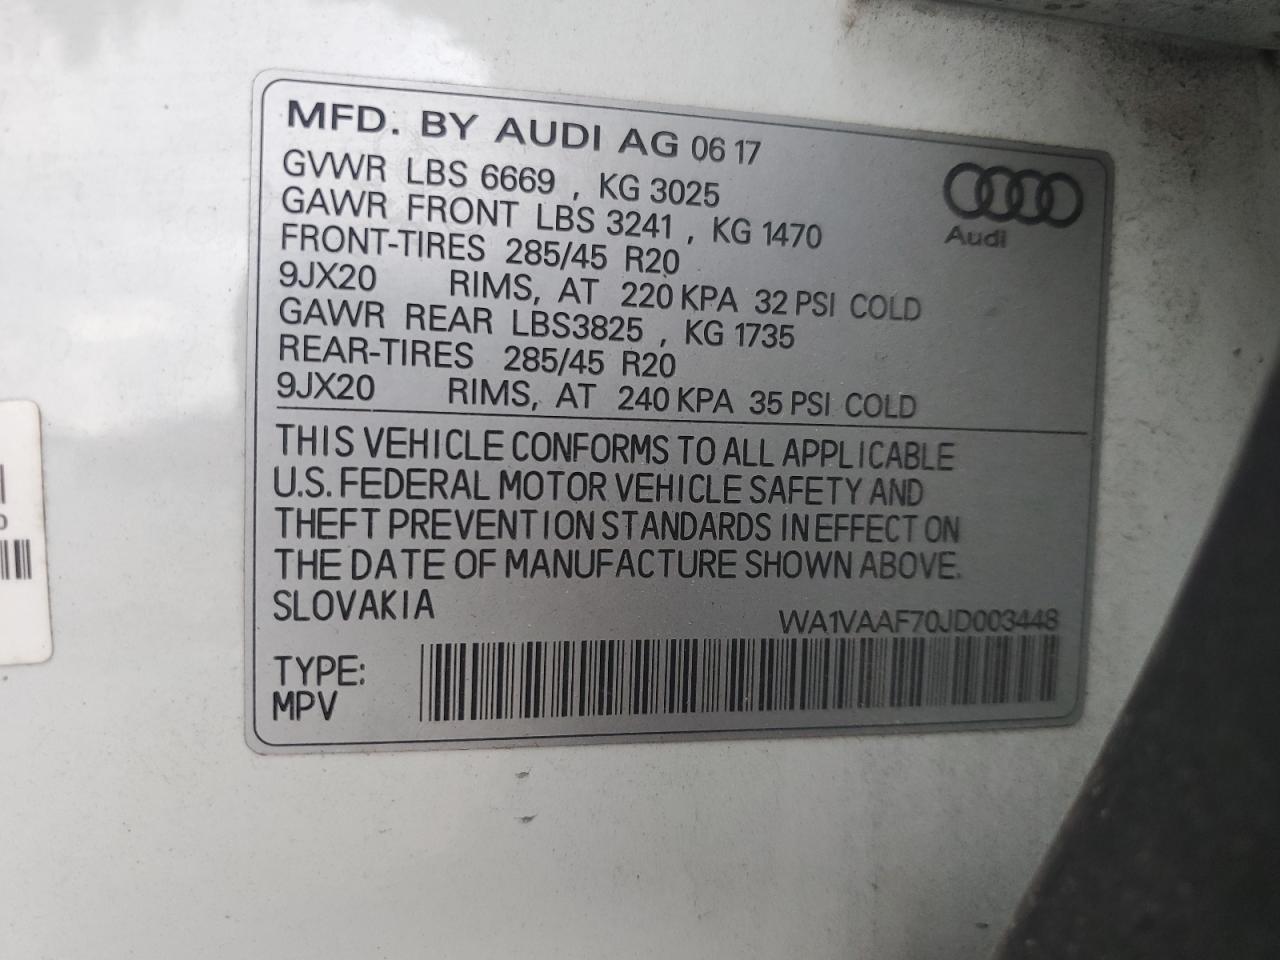 MFD. BY AUDI AG 06 17
GVWR LBS 6669 , KG 3025
GAWR FRONT LBS 3241 , KG 1470
FRONT-TIRES 285/45 R20
9JX20 RIMS, AT 220 KPA 32 PSI COLD
GAWR REAR LBS3825 , KG 1735
REAR-TIRES 285/45 R20
9JX20 RIMS, AT 240 KPA 35 PSI COLD
Audi
THIS VEHICLE CONFORMS TO ALL APPLICABLE
U.S. FEDERAL MOTOR VEHICLE SAFETY AND
THEFT PREVENTION STANDARDS IN EFFECT ON
THE DATE OF MANUFACTURE SHOWN ABOVE.
SLOVAKIA
WA1VAAF70JD003448
TYPE:
MPV